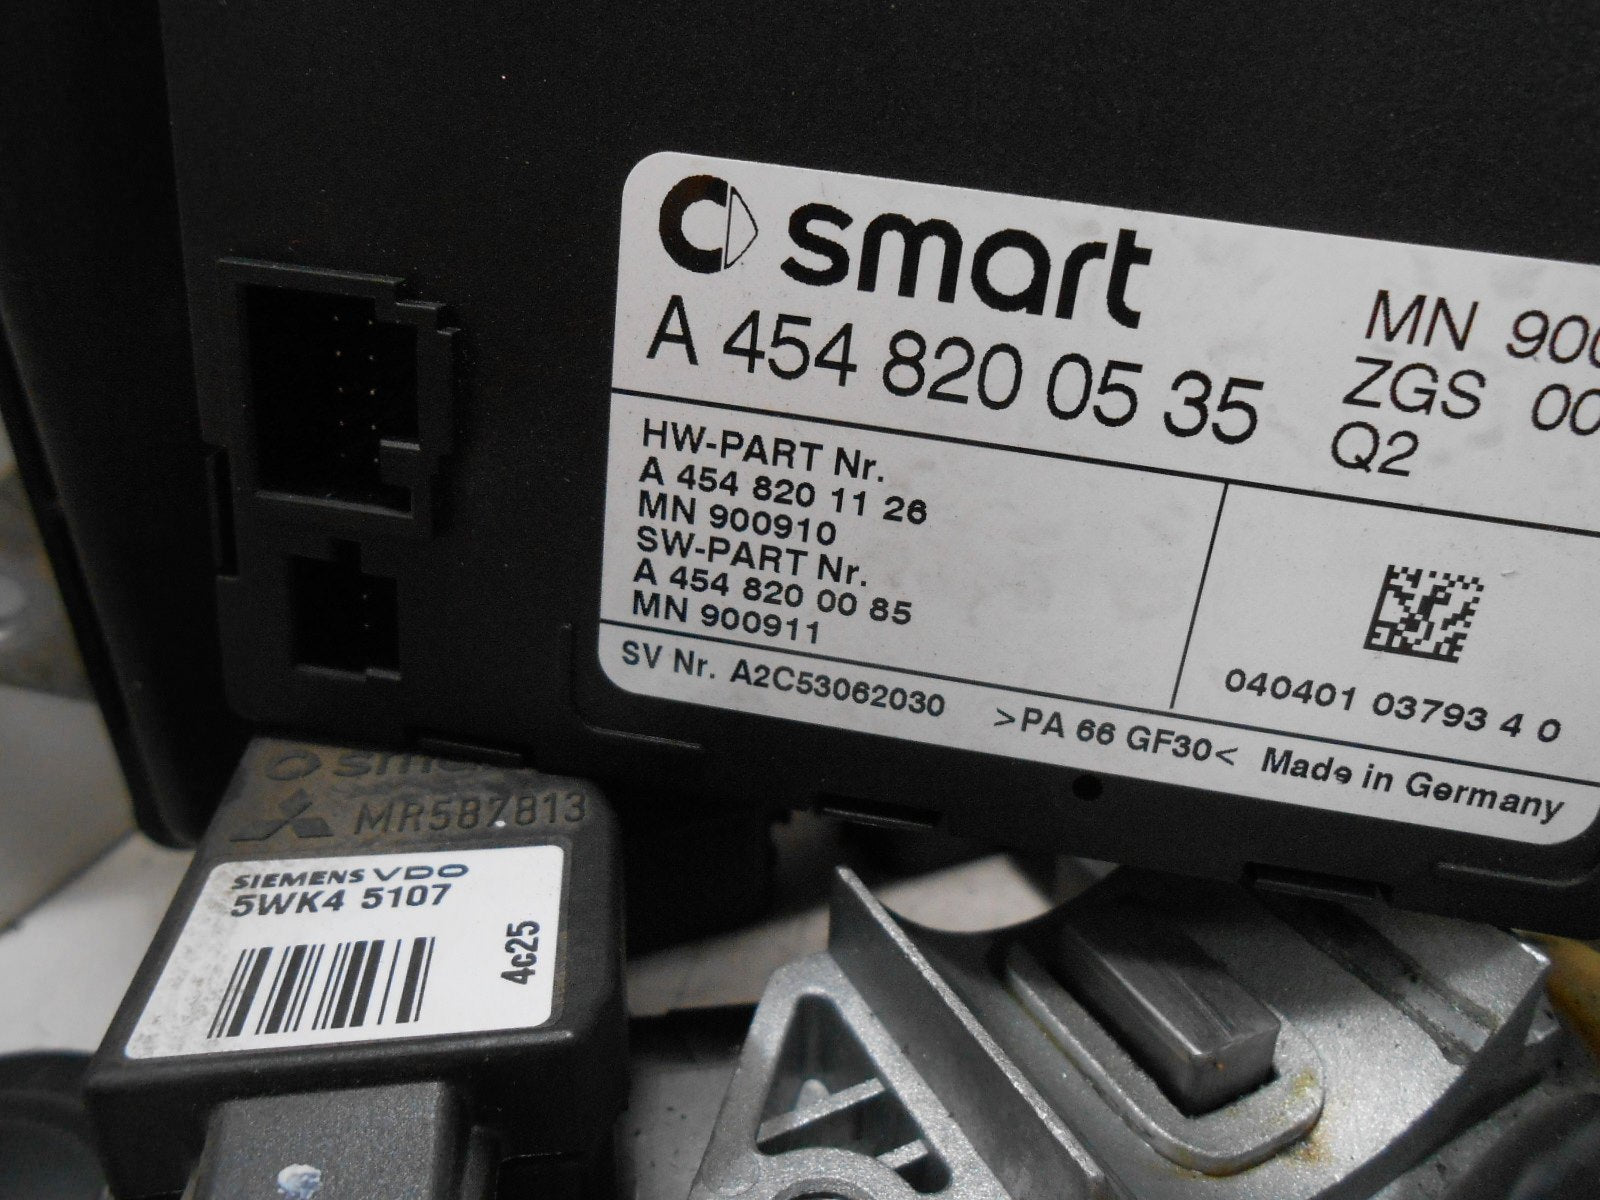 smart
A 454 820 05 35
MN 900
ZGS 00
Q2
HW-PART Nr.
A 454 820 11 26
MN 900910
SW-PART Nr.
A 454 820 00 85
MN 900911
040401 03793 4 0
SV Nr. A2C53062030 >PA 66 GF30< Made in Germany
smart
MR587813
SIEMENS VDO
5WK4 5107
4c25